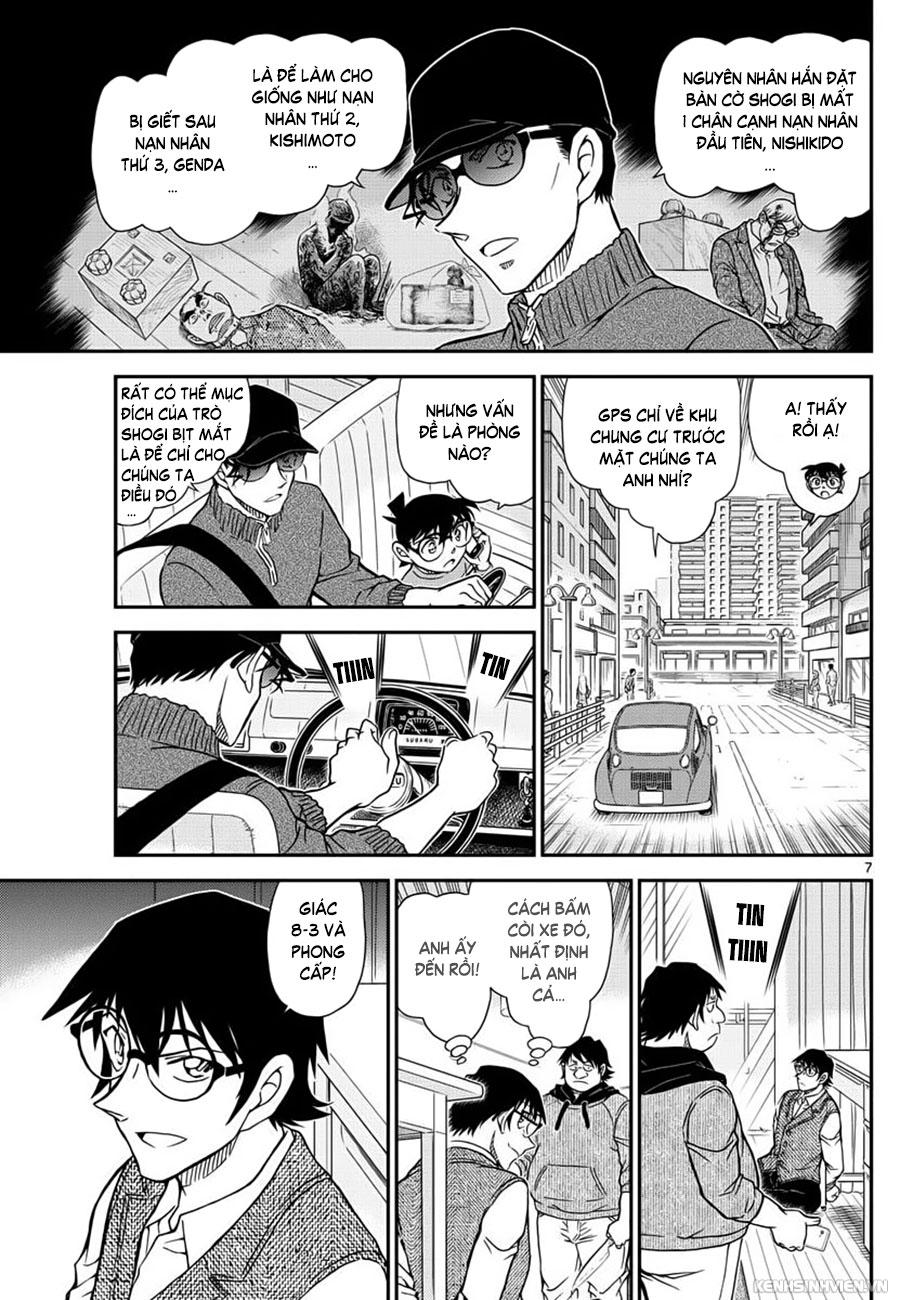 NGUYÊN NHÂN HẮN ĐẶT
BÀN CỜ SHOGI BỊ MẤT
1 CHÂN CẠNH NẠN NHÂN
ĐẦU TIÊN, NISHIKIDO
...
LÀ ĐỂ LÀM CHO
GIỐNG NHƯ NẠN
NHÂN THỨ 2,
KISHIMOTO
...
BỊ GIẾT SAU
NẠN NHÂN
THỨ 3, GENDA
...
A! THẤY
RỒI Ạ!
GPS CHỈ VỀ KHU
CHUNG CƯ TRƯỚC
MẶT CHÚNG TA
ANH NHỈ?
NHƯNG VẤN
ĐỀ LÀ PHÒNG
NÀO?
RẤT CÓ THỂ MỤC
ĐÍCH CỦA TRÒ
SHOGI BỊT MẮT
LÀ ĐỂ CHỈ CHO
CHÚNG TA
ĐIỀU ĐÓ
...
TIN
TIIIN
SUBARU
7
TIN
TIIIN
CÁCH BẤM
CÒI XE ĐÓ,
NHẤT ĐỊNH
LÀ ANH
CẢ...
ANH ẤY
ĐẾN RỒI!
GIÁC
8-3 VÀ
PHONG
CẤP!
KENHSINHVIEN.VN